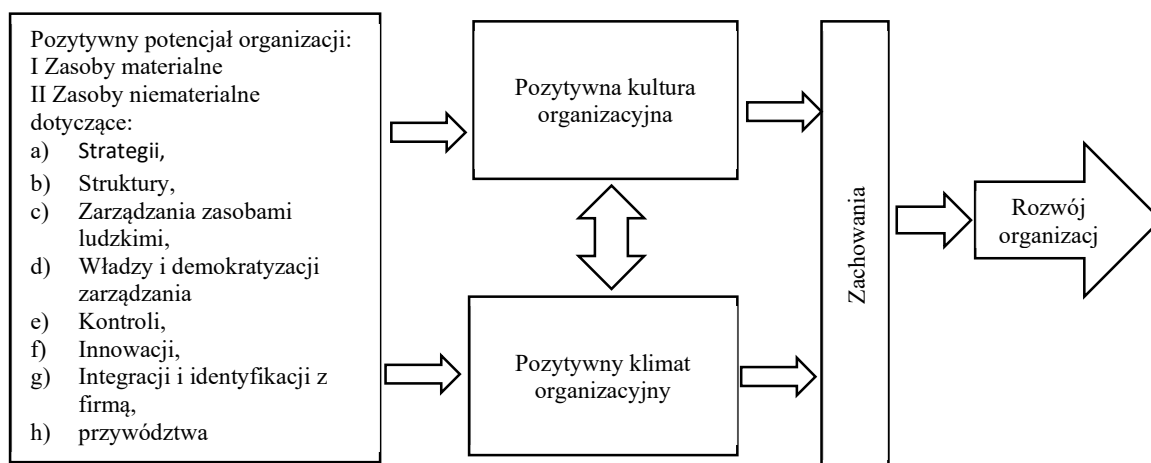 Pozytywny potencjał organizacji:
I Zasoby materialne
II Zasoby niematerialne
dotyczące:
a) Strategii,
b) Struktury,
c) Zarządzania zasobami
ludzkimi,
d) Władzy i demokratyzacji
zarządzania
e) Kontroli,
f) Innowacji,
g) Integracji i identyfikacji z
firmą,
h) przywództwa
Pozytywna kultura
organizacyjna
Pozytywny klimat
organizacyjny
Zachowania
Rozwój
organizacj